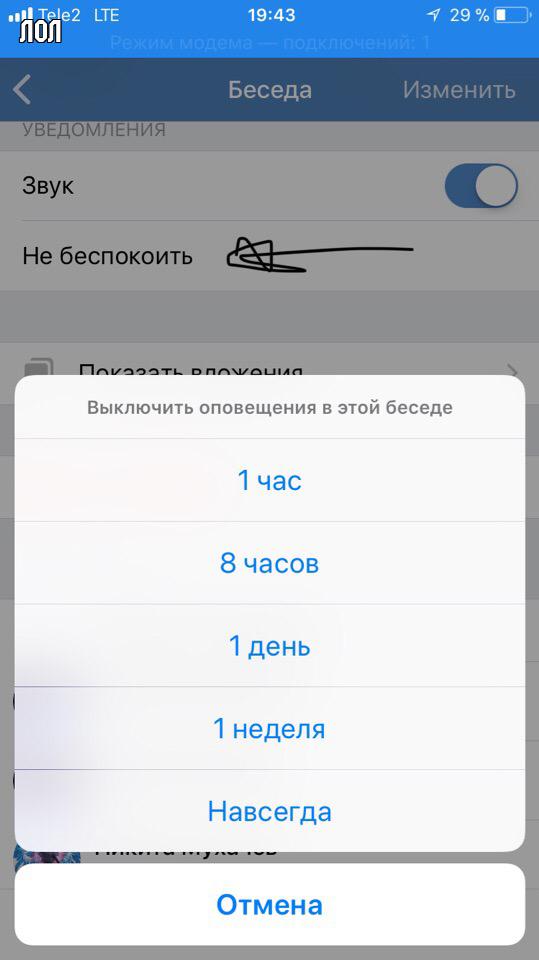 Tele2 LTE 19:43 29 %
ЛОЛ
Режим модема — подключений: 1
Беседа Изменить
УВЕДОМЛЕНИЯ
Звук
Не беспокоить
Показать вложения
Выключить оповещения в этой беседе
1 час
8 часов
1 день
1 неделя
Навсегда
Никита Мухачев
Отмена